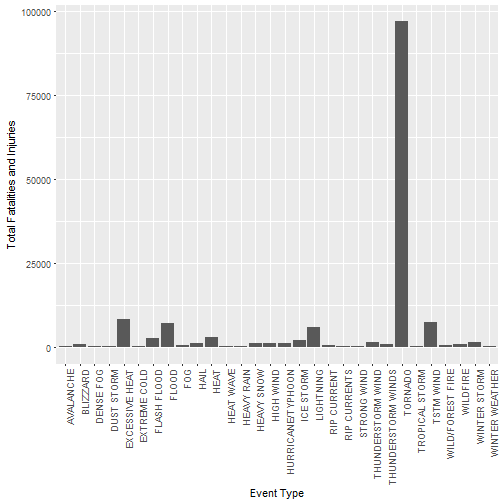 100000
75000
50000
25000
0
Total Fatalities and Injuries
AVALANCHE
BLIZZARD
DENSE FOG
DUST STORM
EXCESSIVE HEAT
EXTREME COLD
FLASH FLOOD
FLOOD
FOG
HAIL
HEAT
HEAT WAVE
HEAVY RAIN
HEAVY SNOW
HIGH WIND
HURRICANE/TYPHOON
ICE STORM
LIGHTNING
RIP CURRENT
RIP CURRENTS
STRONG WIND
THUNDERSTORM WIND
THUNDERSTORM WINDS
TORNADO
TROPICAL STORM
TSTM WIND
WILD/FOREST FIRE
WILDFIRE
WINTER STORM
WINTER WEATHER
Event Type